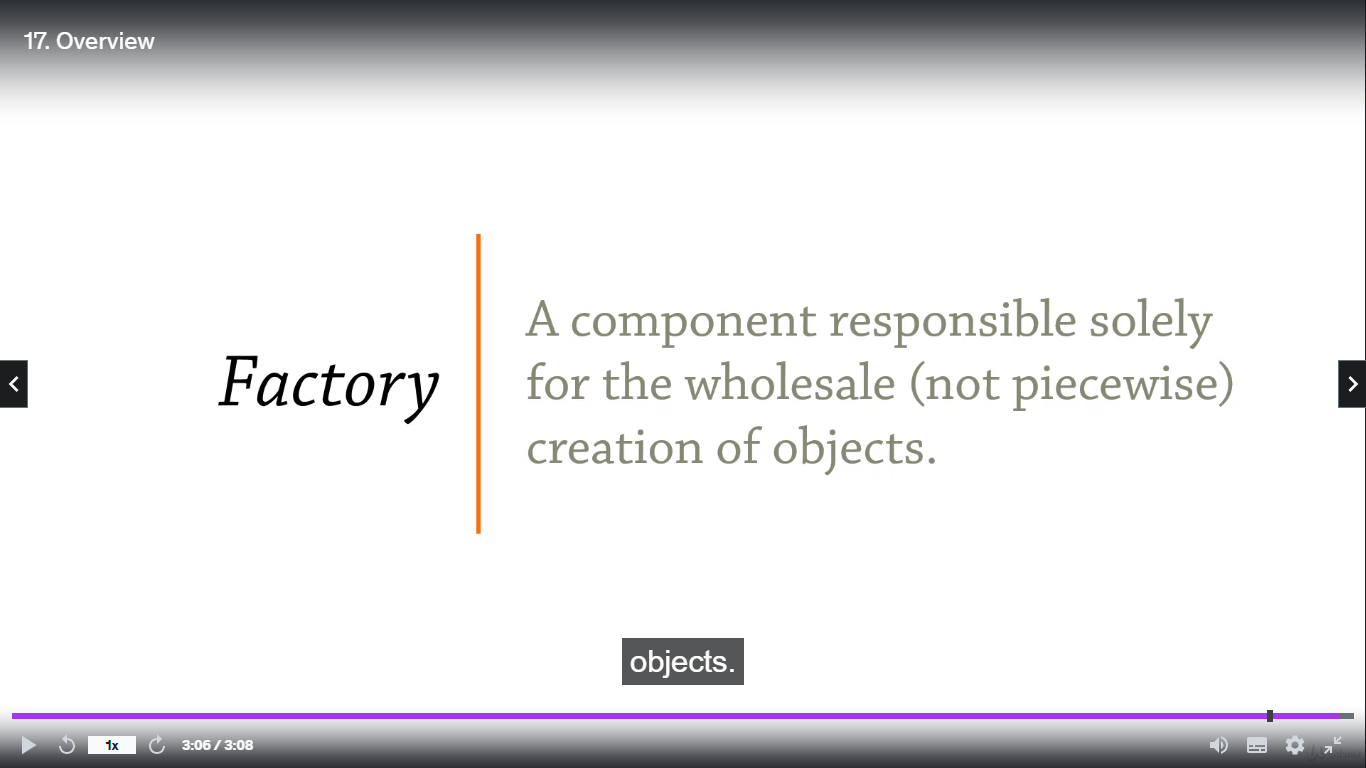 17. Overview
Factory
A component responsible solely
for the wholesale (not piecewise)
creation of objects.
objects.
1x
3:06 / 3:08